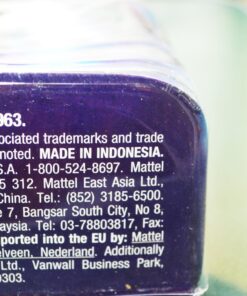 963.
ociated trademarks and trade
noted. MADE IN INDONESIA.
S.A. 1-800-524-8697. Mattel
5 312. Mattel East Asia Ltd.,
China. Tel.: (852) 3185-6500.
e 7, Bangsar South City, No 8,
aysia. Tel: 03-78803817, Fax:
ported into the EU by: Mattel
elveen, Nederland. Additionally
Ltd., Vanwall Business Park,
0303.